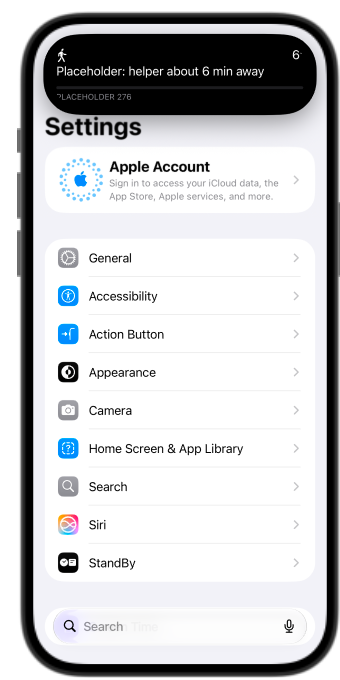 6
Placeholder: helper about 6 min away
PLACEHOLDER 276
Settings
Apple Account
Sign in to access your iCloud data, the
App Store, Apple services, and more.
General
Accessibility
Action Button
Appearance
Camera
Home Screen & App Library
Search
Siri
StandBy
Search
Time